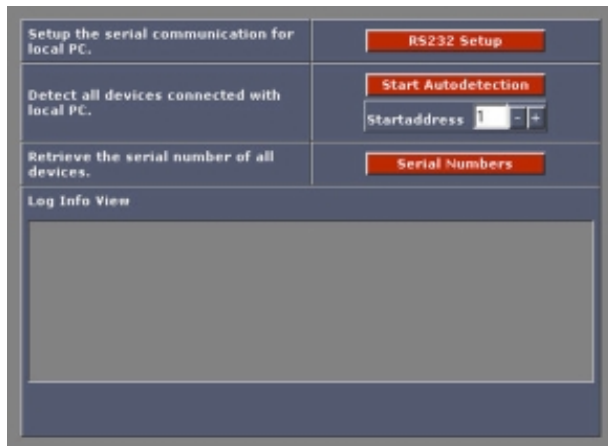 Setup the serial communication for
local PC.
RS232 Setup
Detect all devices connected with
local PC.
Start Autodetection
Startaddress 1 - +
Retrieve the serial number of all
devices.
Serial Numbers
Log Info View